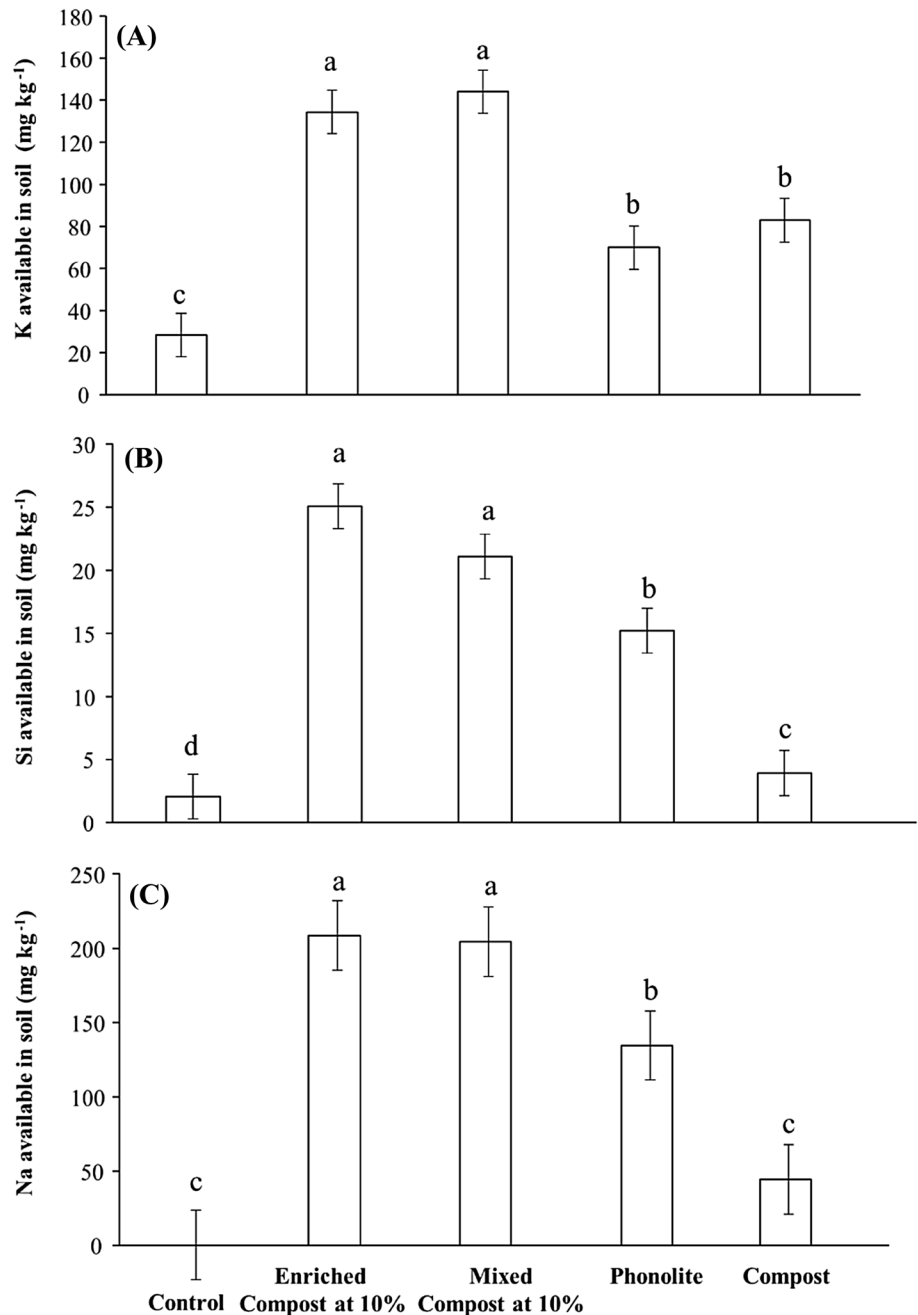 (A)
K available in soil (mg kg-1)
180
160
140
120
100
80
60
40
20
0
c
a
a
b
b
(B)
Si available in soil (mg kg-1)
30
25
20
15
10
5
0
d
a
a
b
c
(C)
Na available in soil (mg kg-1)
250
200
150
100
50
0
c
a
a
b
c
Control
Enriched
Compost at 10%
Mixed
Compost at 10%
Phonolite
Compost